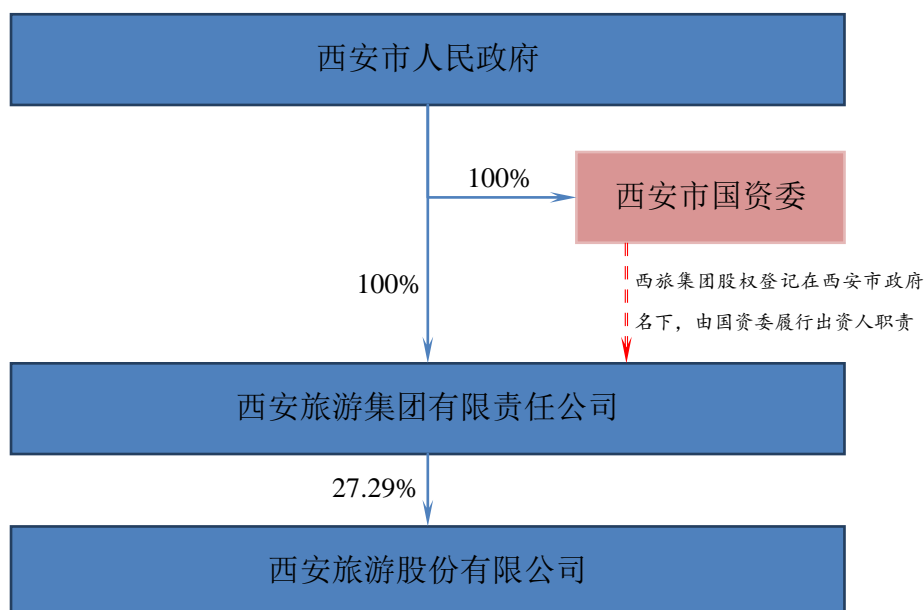 西安市人民政府
100%
西安市国资委
100%
西旅集团股权登记在西安市政府
名下，由国资委履行出资人职责
西安旅游集团有限责任公司
27.29%
西安旅游股份有限公司